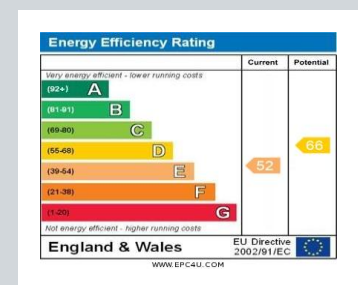 Energy Efficiency Rating
Current Potential
Very energy efficient - lower running costs
(92+) A
(81-91) B
(69-80) C
(55-68) D
66
(39-54) E
52
(21-38) F
(1-20) G
Not energy efficient - higher running costs
England & Wales
EU Directive
2002/91/EC
WWW.EPC4U.COM